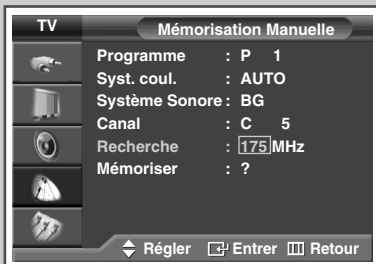 TV
Mémorisation Manuelle
Programme : P 1
Syst. coul. : AUTO
Système Sonore : BG
Canal : C 5
Recherche : 175 MHz
Mémoriser : ?
Régler Entrer Retour